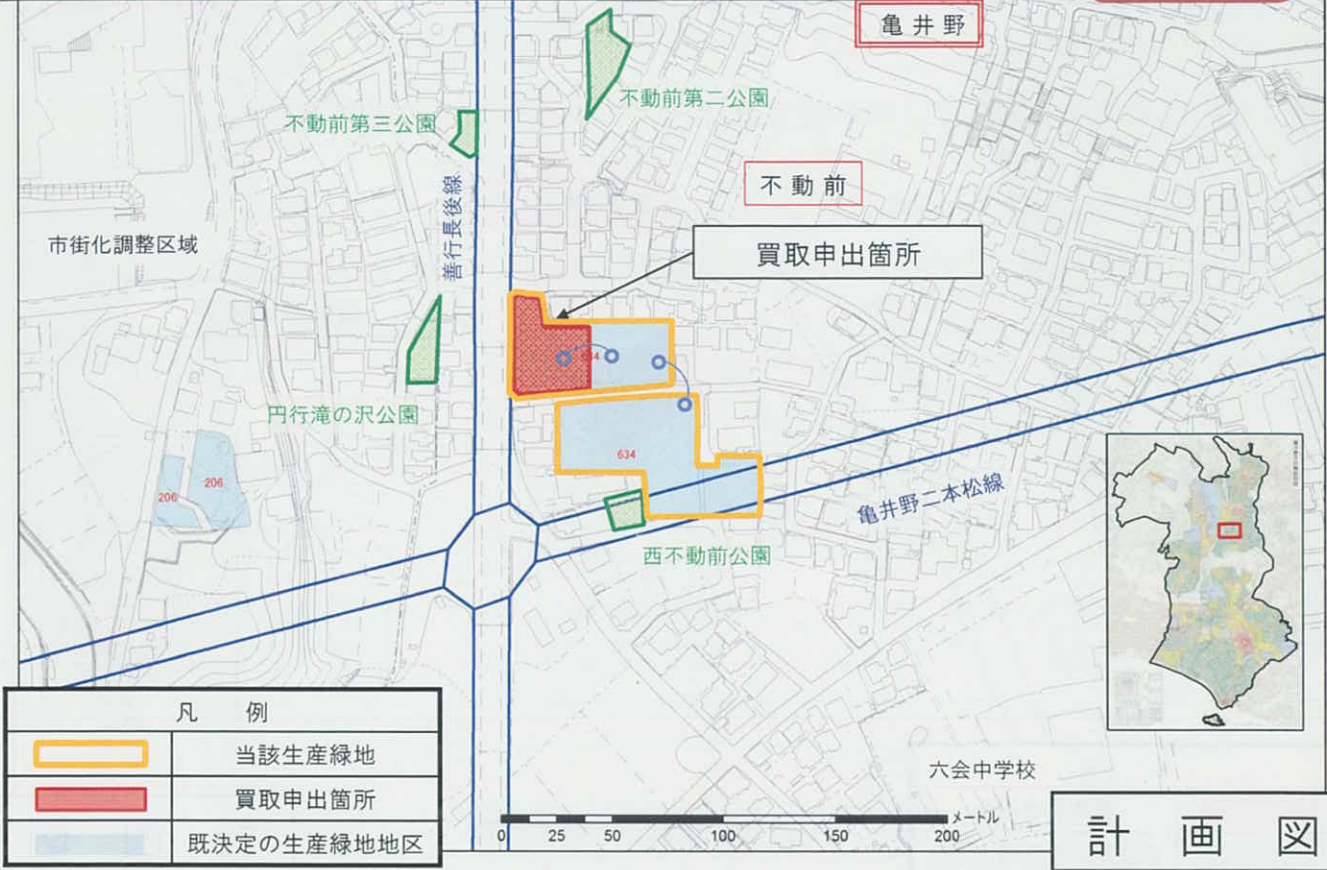 亀井野
不動前第二公園
不動前第三公園
不動前
善行長後線
市街化調整区域
買取申出箇所
634
円行滝の沢公園
634
206
206
亀井野二本松線
西不動前公園
凡 例
当該生産緑地
買取申出箇所
既決定の生産緑地地区
六会中学校
メートル
0 25 50 100 150 200
計画図